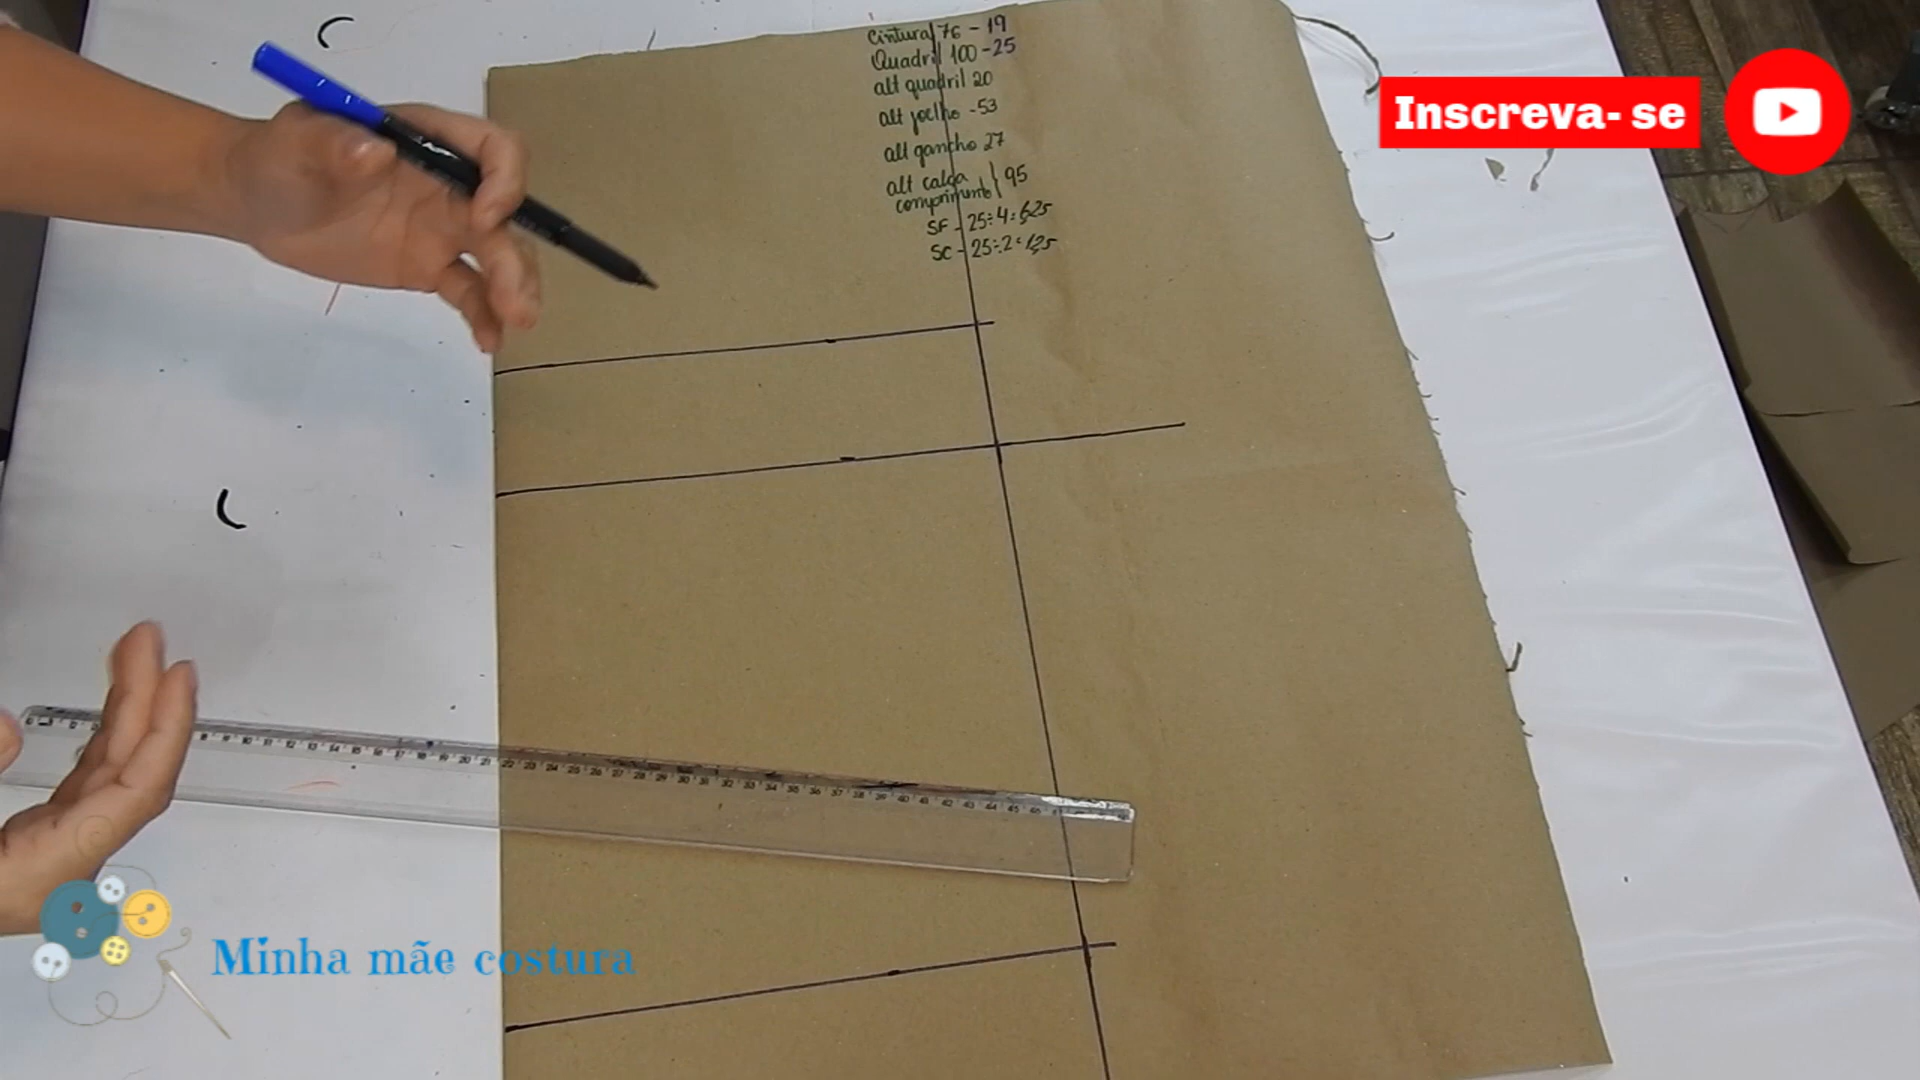 Cintura 76 - 19
Quadril 100 - 25
alt quadril 20
alt joelho - 53
alt gancho 27
alt calça
comprimento } 95
SF - 25÷4=6,25
SC - 25÷2=12,5
Inscreva- se
Minha mãe costura